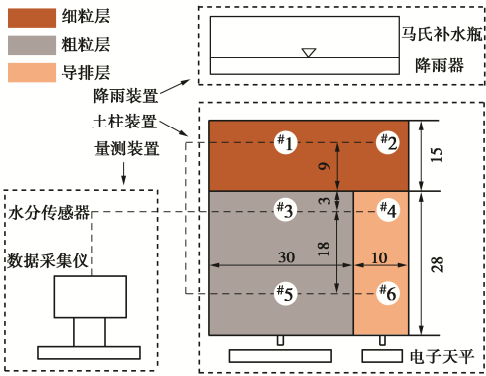 细粒层
粗粒层
导排层
马氏补水瓶
降雨器
降雨装置
土柱装置
量测装置
水分传感器
数据采集仪
#1
#2
9
15
3
#3
#4
18
30
10
28
#5
#6
电子天平